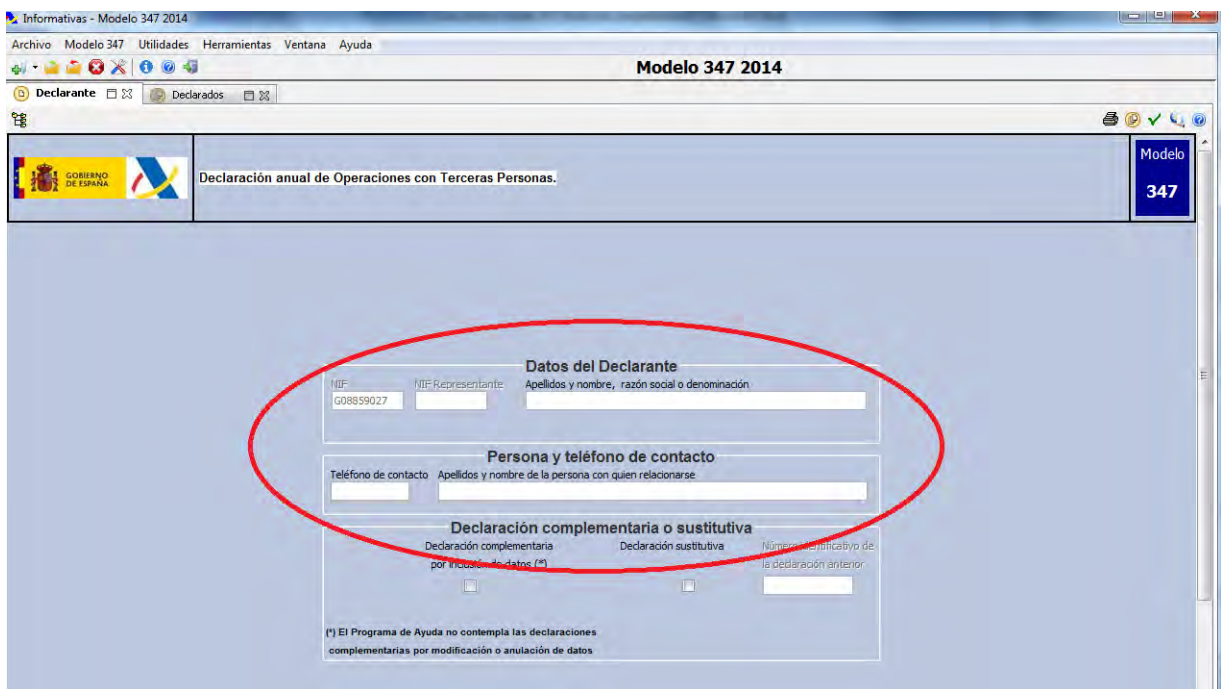 Informativas - Modelo 347 2014
Archivo Modelo 347 Utilidades Herramientas Ventana Ayuda
Modelo 347 2014
Declarante Declarados
GOBIERNO
DE ESPAÑA
Declaración anual de Operaciones con Terceras Personas.
Modelo
347
Datos del Declarante
NIF NIF Representante Apellidos y nombre, razón social o denominación
G08859027
Persona y teléfono de contacto
Teléfono de contacto Apellidos y nombre de la persona con quien relacionarse
Declaración complementaria o sustitutiva
Declaración complementaria
por inclusión de datos (*)
Declaración sustitutiva
Número identificativo de
la declaración anterior
(*) El Programa de Ayuda no contempla las declaraciones
complementarias por modificación o anulación de datos